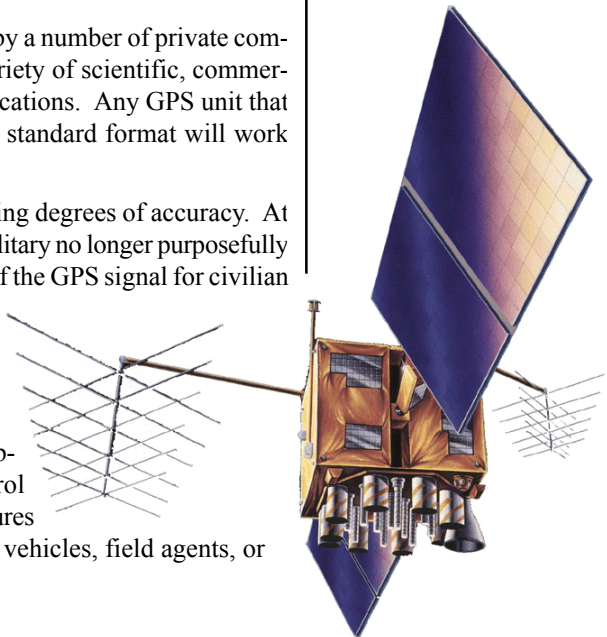 by a number of private com-
riety of scientific, commer-
cations. Any GPS unit that
standard format will work
ing degrees of accuracy. At
litary no longer purposefully
of the GPS signal for civilian
p-
rol
ures
vehicles, field agents, or